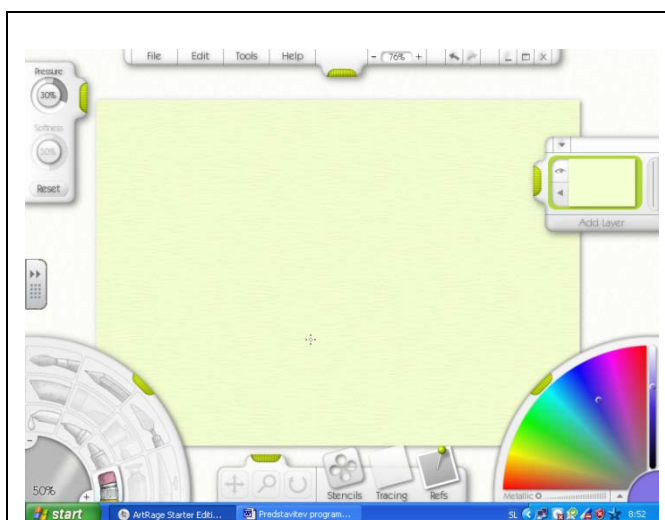 File Edit Tools Help - 76% +
Pressure
30%
Softness
50%
Reset
Add Layer
50%
+
Stencils Tracing Refs
Metallic
start ArtRage Starter Editi... Predstavitev program... SL 8:52